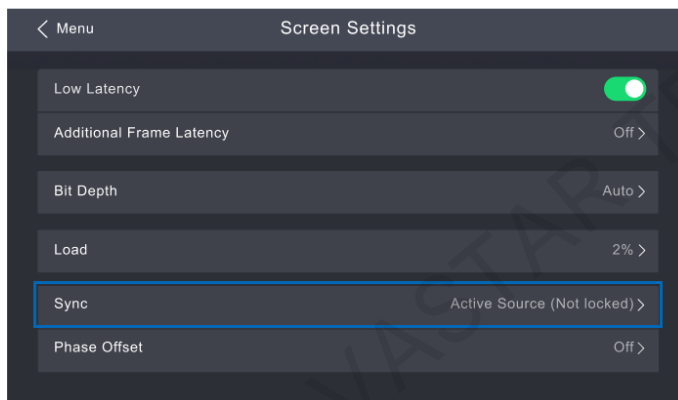 Menu
Screen Settings
Low Latency
Additional Frame Latency Off
Bit Depth Auto
Load 2%
Sync Active Source (Not locked)
Phase Offset Off